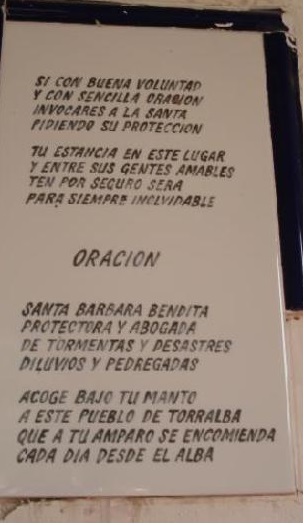 SI CON BUENA VOLUNTAD
Y CON SENCILLA ORACION
INVOCARES A LA SANTA
PIDIENDO SU PROTECCION
TU ESTANCIA EN ESTE LUGAR
Y ENTRE SUS GENTES AMABLES
TEN POR SEGURO SERA
PARA SIEMPRE INOLVIDABLE
ORACION
SANTA BARBARA BENDITA
PROTECTORA Y ABOGADA
DE TORMENTAS Y DESASTRES
DILUVIOS Y PEDREGADAS
ACOGE BAJO TU MANTO
A ESTE PUEBLO DE TORRALBA
QUE A TU AMPARO SE ENCOMIENDA
CADA DIA DESDE EL ALBA